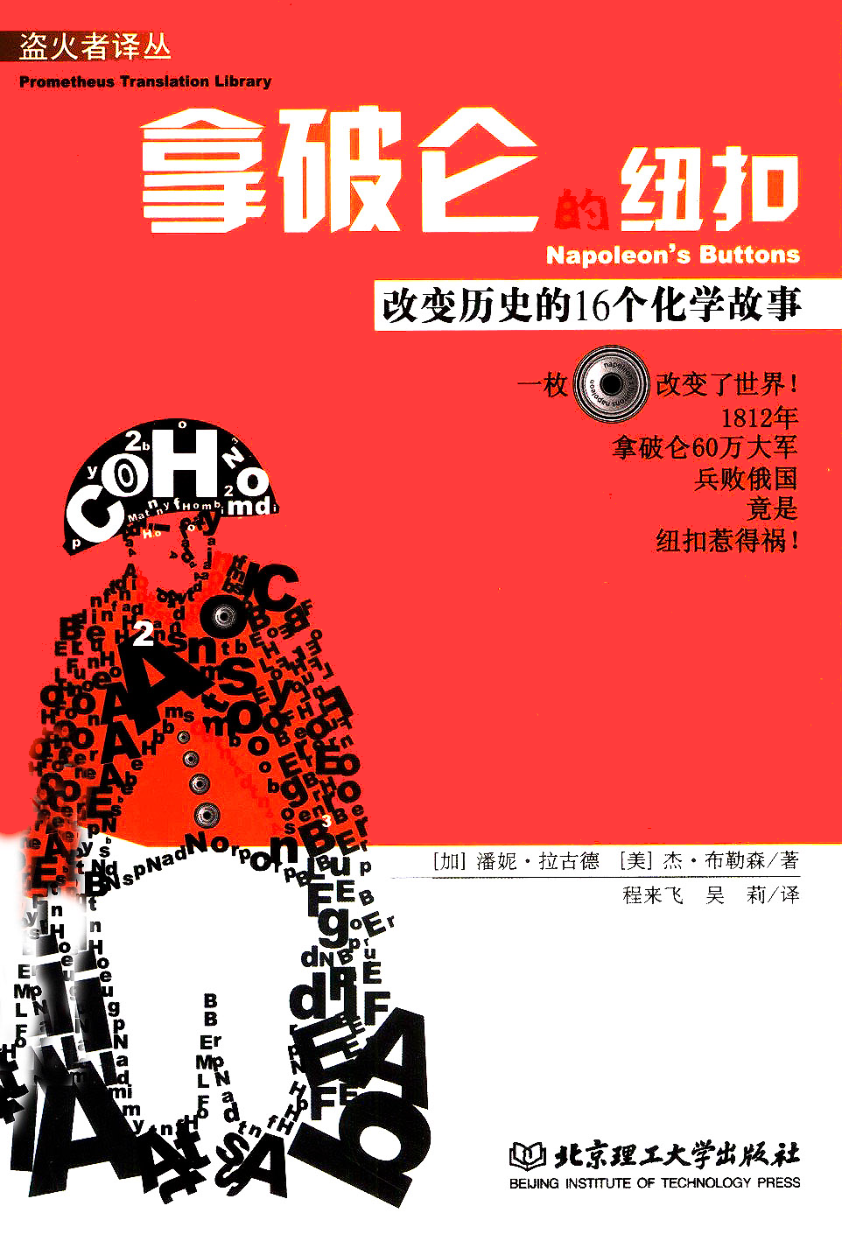 盗火者译丛
Prometheus Translation Library
拿破仑的纽扣
Napoleon's Buttons
改变历史的16个化学故事
一枚 改变了世界！
1812年
拿破仑60万大军
兵败俄国
竟是
纽扣惹得祸！
[加] 潘妮·拉古德 [美] 杰·布勒森/著
程来飞 吴 莉/译
北京理工大学出版社
BEIJING INSTITUTE OF TECHNOLOGY PRESS